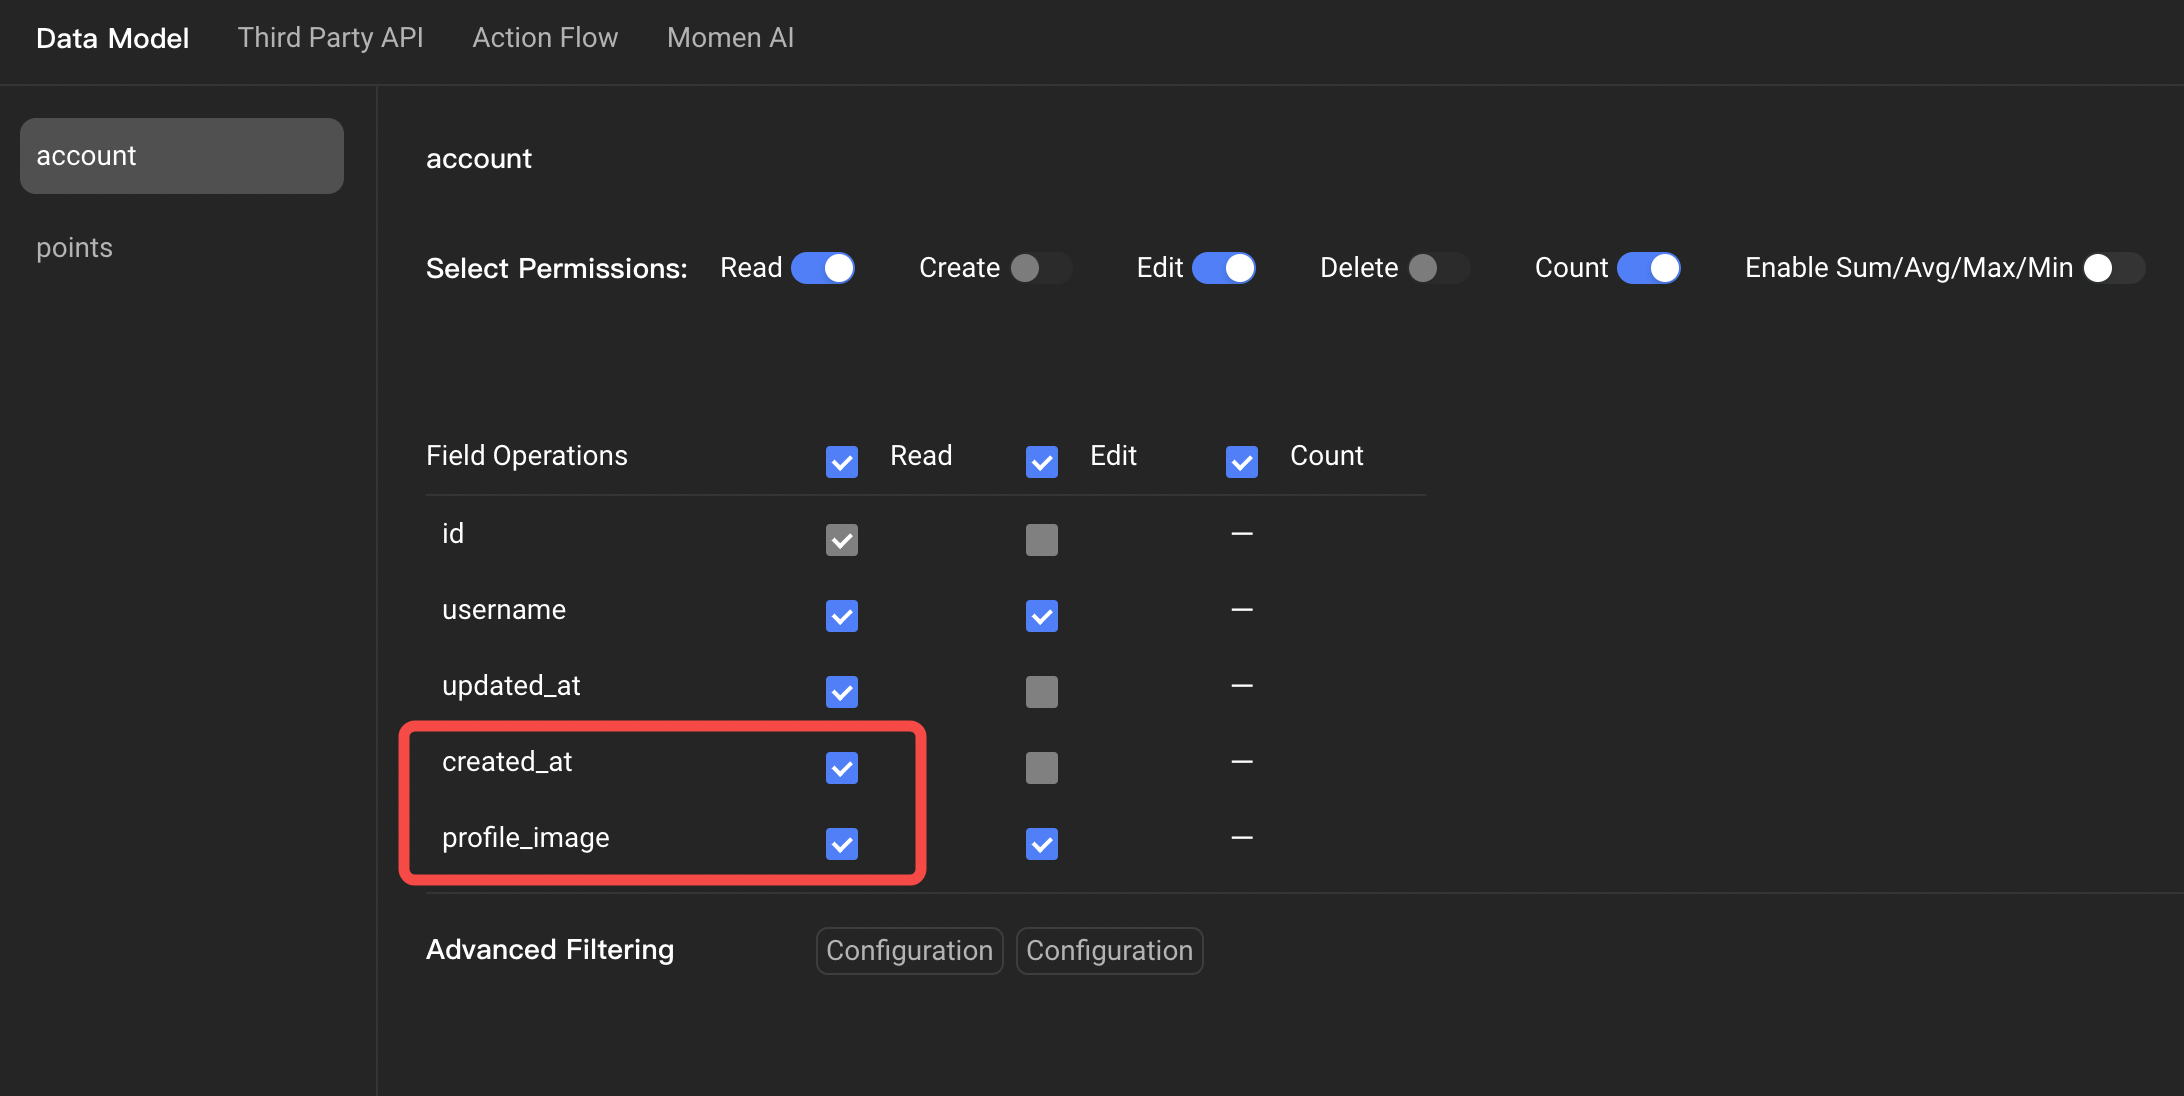 Data Model Third Party API Action Flow Momen AI
account
points
account
Select Permissions: Read Create Edit Delete Count Enable Sum/Avg/Max/Min
Field Operations Read Edit Count
id —
username —
updated_at —
created_at —
profile_image —
Advanced Filtering Configuration Configuration